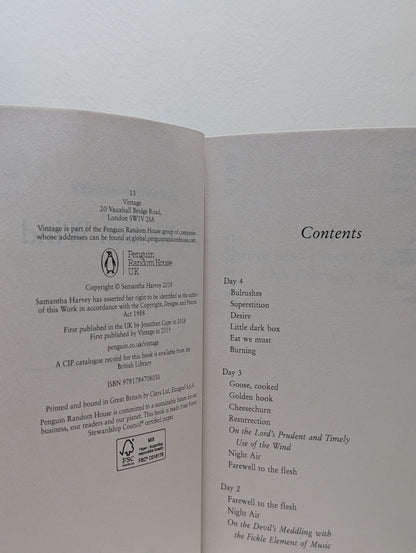 13
Vintage
20 Vauxhall Bridge Road,
London SW1V 2SA
Vintage is part of the Penguin Random House group of companies
whose addresses can be found at global.penguinrandomhouse.com
Penguin
Random House
UK
Copyright © Samantha Harvey 2018
Samantha Harvey has asserted her right to be identified as the author
of this Work in accordance with the Copyright, Designs and Patents
Act 1988
First published in the UK by Jonathan Cape in 2018
First published by Vintage in 2019
penguin.co.uk/vintage
A CIP catalogue record for this book is available from the
British Library
ISBN 9781784708030
Printed and bound in Great Britain by Clays Ltd, Elcograf S.p.A.
Penguin Random House is committed to a sustainable future for our
business, our readers and our planet. This book is made from Forest
Stewardship Council® certified paper.
FSC
MIX
Paper | Supporting
responsible forestry
FSC® C018179
Contents
Day 4
Bulrushes
Superstition
Desire
Little dark box
Eat we must
Burning
Day 3
Goose, cooked
Golden hook
Cheesechurn
Resurrection
On the Lord's Prudent and Timely
Use of the Wind
Night Air
Farewell to the flesh
Day 2
Farewell to the flesh
Night Air
On the Devil's Meddling with
the Fickle Element of Music